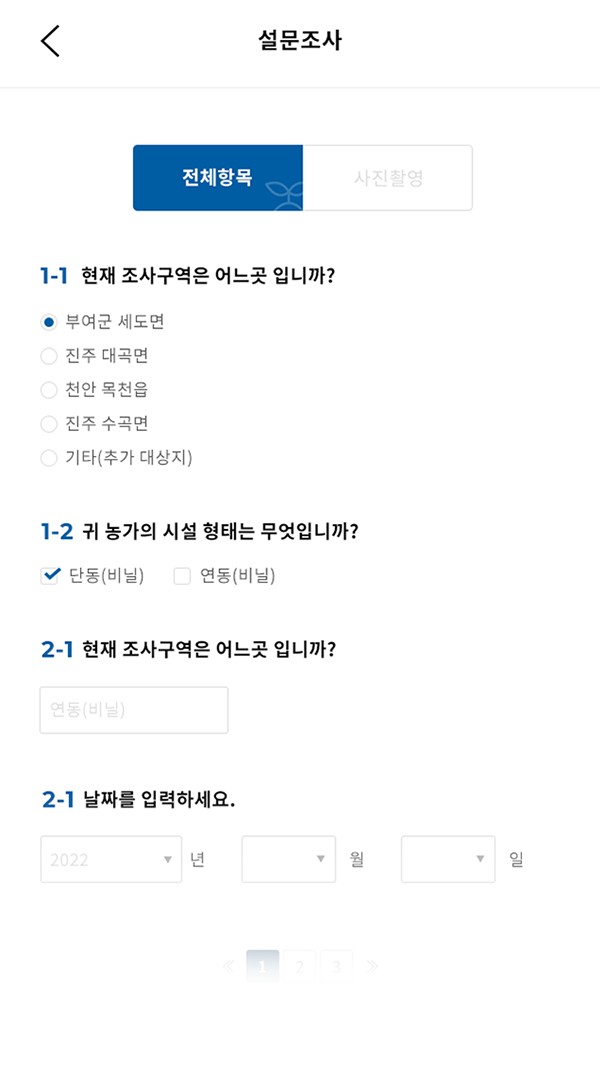 설문조사
전체항목 사진촬영
1-1 현재 조사구역은 어느곳 입니까?
부여군 세도면
진주 대곡면
천안 목천읍
진주 수곡면
기타(추가 대상지)
1-2 귀 농가의 시설 형태는 무엇입니까?
단동(비닐) 연동(비닐)
2-1 현재 조사구역은 어느곳 입니까?
연동(비닐)
2-1 날짜를 입력하세요.
2022 년 월 일
1 2 3